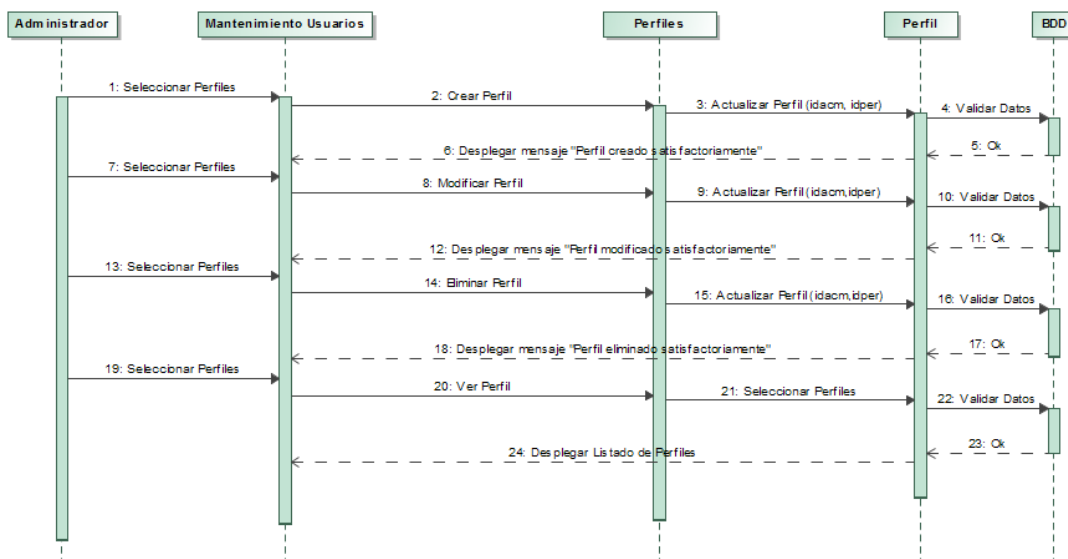 Administrador
Mantenimiento Usuarios
Perfiles
Perfil
BDD
1: Seleccionar Perfiles
2: Crear Perfil
3: Actualizar Perfil (idacm, idper)
4: Validar Datos
5: Ok
6: Desplegar mensaje "Perfil creado satisfactoriamente"
7: Seleccionar Perfiles
8: Modificar Perfil
9: Actualizar Perfil (idacm,idper)
10: Validar Datos
11: Ok
12: Desplegar mensaje "Perfil modificado satisfactoriamente"
13: Seleccionar Perfiles
14: Eliminar Perfil
15: Actualizar Perfil (idacm,idper)
16: Validar Datos
17: Ok
18: Desplegar mensaje "Perfil eliminado satisfactoriamente"
19: Seleccionar Perfiles
20: Ver Perfil
21: Seleccionar Perfiles
22: Validar Datos
23: Ok
24: Desplegar Listado de Perfiles